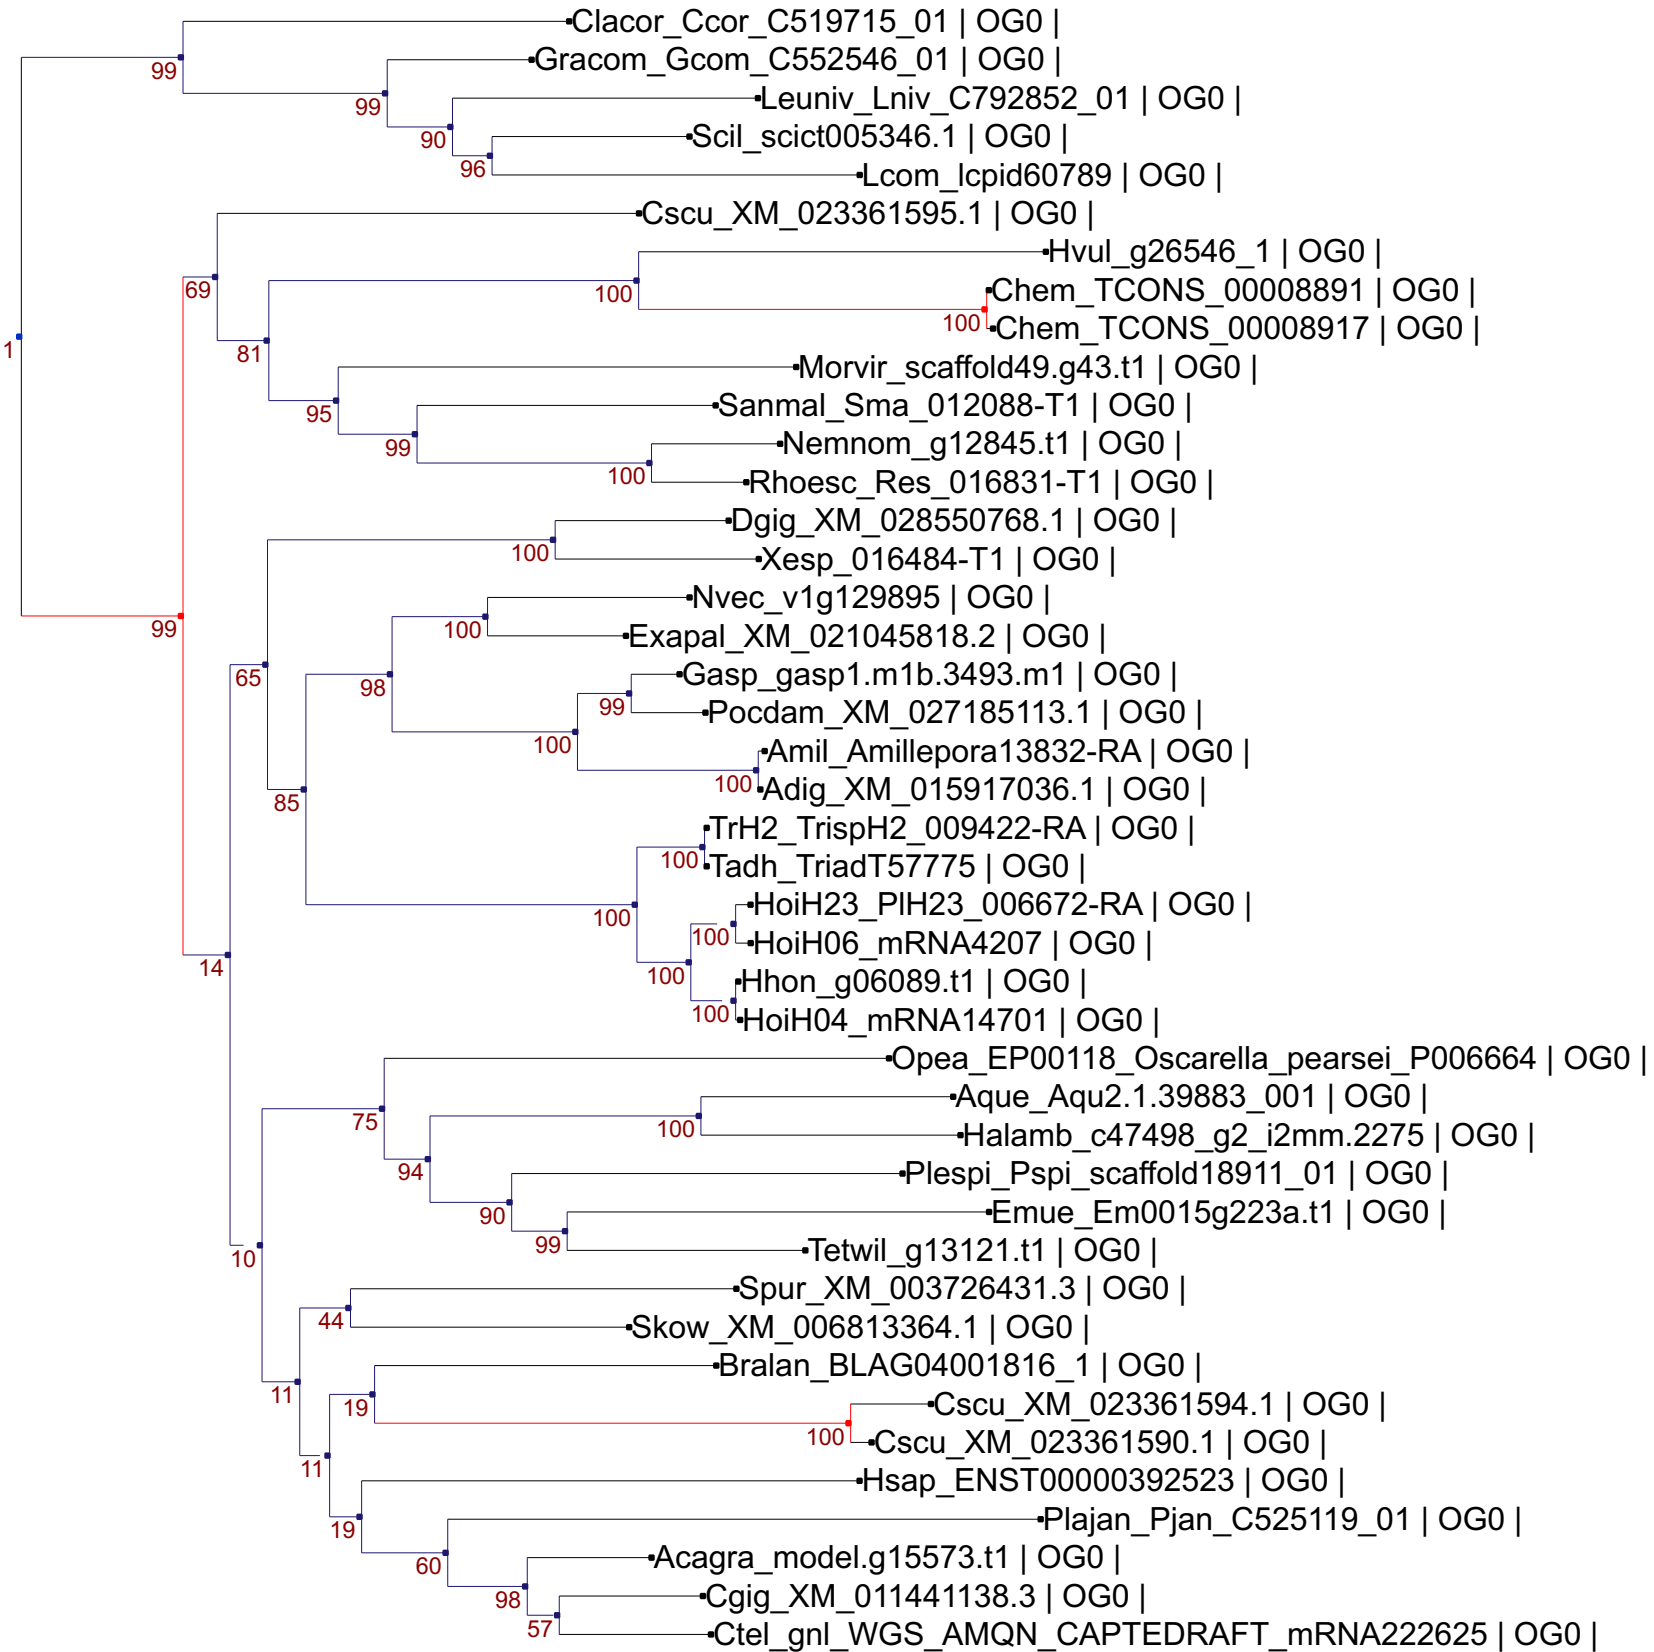 Clacor_Ccor_C519715_01 | OG0 |
99
Gracom_Gcom_C552546_01 | OG0 |
99
Leuniv_Lniv_C792852_01 | OG0 |
90
Scil_scict005346.1 | OG0 |
96
Lcom_lcpid60789 | OG0 |
Cscu_XM_023361595.1 | OG0 |
Hvul_g26546_1 | OG0 |
69
100
Chem_TCONS_00008891 | OG0 |
100
Chem_TCONS_00008917 | OG0 |
1
81
Morvir_scaffold49.g43.t1 | OG0 |
95
Sanmal_Sma_012088-T1 | OG0 |
99
Nemnom_g12845.t1 | OG0 |
100
Rhoesc_Res_016831-T1 | OG0 |
Dgig_XM_028550768.1 | OG0 |
100
Xesp_016484-T1 | OG0 |
Nvec_v1g129895 | OG0 |
99
100
Exapal_XM_021045818.2 | OG0 |
Gasp_gasp1.m1b.3493.m1 | OG0 |
65
98
99
Pocdam_XM_027185113.1 | OG0 |
100
Amil_Amillepora13832-RA | OG0 |
100
Adig_XM_015917036.1 | OG0 |
85
TrH2_TrispH2_009422-RA | OG0 |
100
Tadh_TriadT57775 | OG0 |
HoiH23_PlH23_006672-RA | OG0 |
100
100
HoiH06_mRNA4207 | OG0 |
14
100
Hhon_g06089.t1 | OG0 |
100
HoiH04_mRNA14701 | OG0 |
Opea_EP00118_Oscarella_pearsei_P006664 | OG0 |
Aque_Aqu2.1.39883_001 | OG0 |
75
100
Halamb_c47498_g2_i2mm.2275 | OG0 |
94
Plespi_Pspi_scaffold18911_01 | OG0 |
90
Emue_Em0015g223a.t1 | OG0 |
99
Tetwil_g13121.t1 | OG0 |
10
Spur_XM_003726431.3 | OG0 |
44
Skow_XM_006813364.1 | OG0 |
Bralan_BLAG04001816_1 | OG0 |
11
19
Cscu_XM_023361594.1 | OG0 |
100
Cscu_XM_023361590.1 | OG0 |
11
Hsap_ENST00000392523 | OG0 |
19
Plajan_Pjan_C525119_01 | OG0 |
60
Acagra_model.g15573.t1 | OG0 |
98
Cgig_XM_011441138.3 | OG0 |
57
Ctel_gnl_WGS_AMQN_CAPTEDRAFT_mRNA222625 | OG0 |